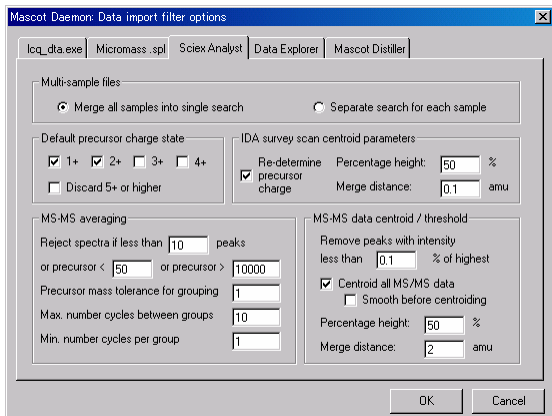 Mascot Daemon: Data import filter options
lcq_dta.exe Micromass .spl Sciex Analyst Data Explorer Mascot Distiller
Multi-sample files
Merge all samples into single search Separate search for each sample
Default precursor charge state
1+ 2+ 3+ 4+
Discard 5+ or higher
IDA survey scan centroid parameters
Re-determine precursor charge
Percentage height: 50 %
Merge distance: 0.1 amu
MS-MS averaging
Reject spectra if less than 10 peaks
or precursor < 50 or precursor > 10000
Precursor mass tolerance for grouping 1
Max. number cycles between groups 10
Min. number cycles per group 1
MS-MS data centroid / threshold
Remove peaks with intensity
less than 0.1 % of highest
Centroid all MS/MS data
Smooth before centroiding
Percentage height: 50 %
Merge distance: 2 amu
OK Cancel